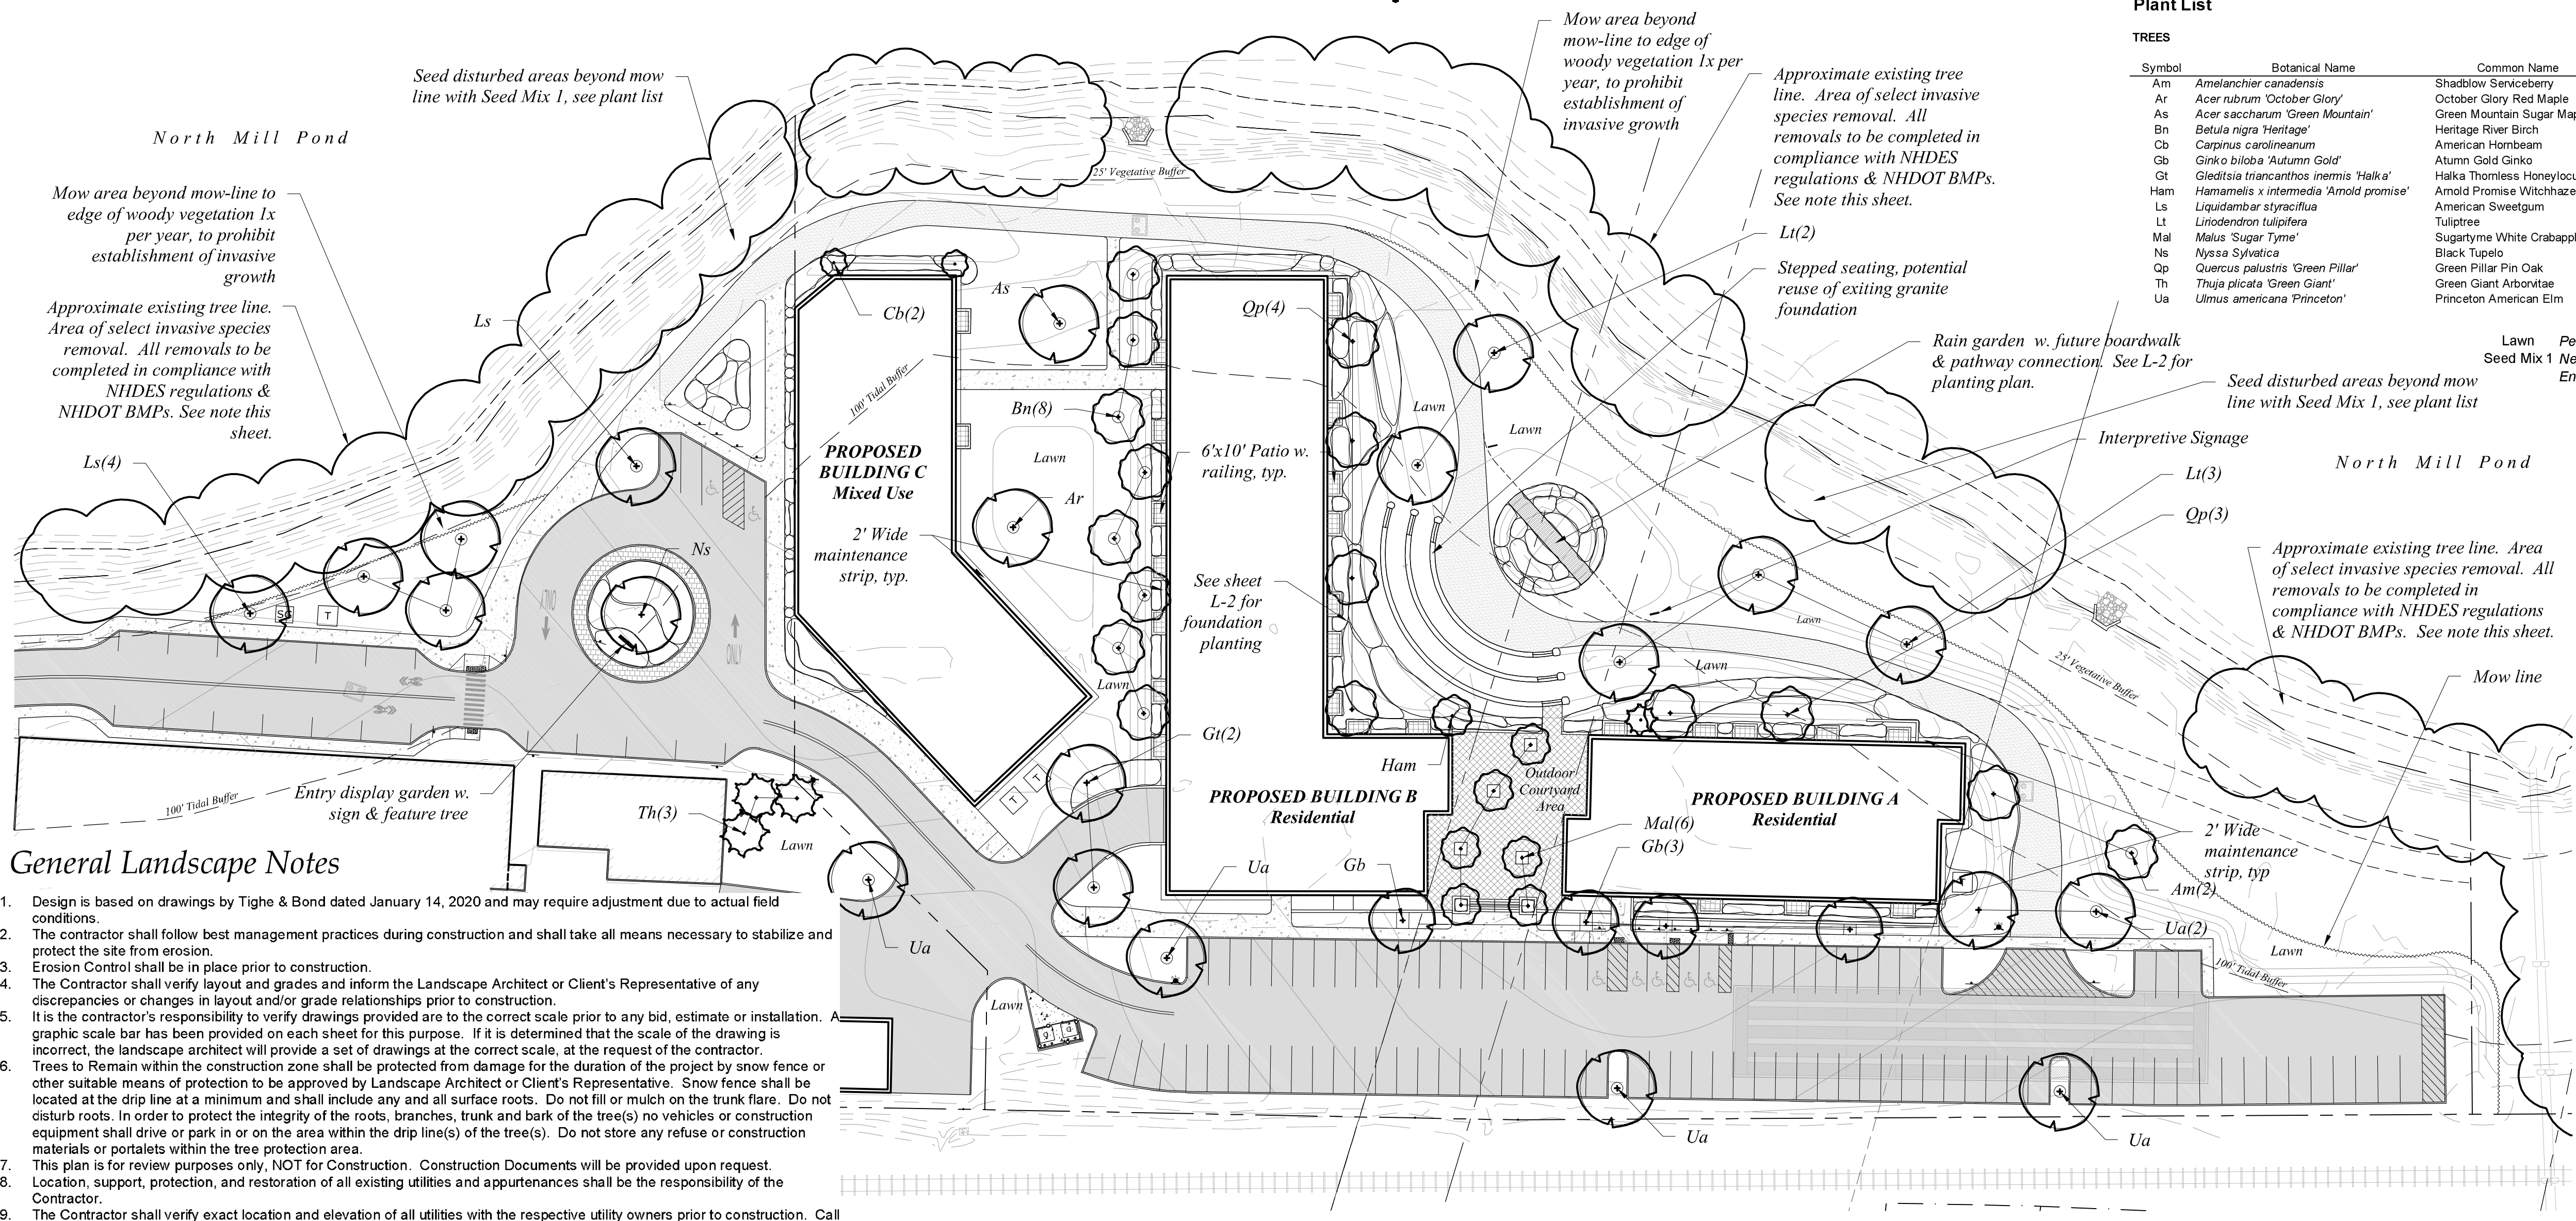 Plant List
TREES
Symbol Botanical Name Common Name
Am Amelanchier canadensis Shadblow Serviceberry
Ar Acer rubrum 'October Glory' October Glory Red Maple
As Acer saccharum 'Green Mountain' Green Mountain Sugar Map
Bn Betula nigra 'Heritage' Heritage River Birch
Cb Carpinus carolineanum American Hornbeam
Gb Ginko biloba 'Autumn Gold' Atumn Gold Ginko
Gt Gleditsia triancanthos inermis 'Halka' Halka Thornless Honeylocu
Ham Hamamelis x intermedia 'Arnold promise' Arnold Promise Witchhaze
Ls Liquidambar styraciflua American Sweetgum
Lt Liriodendron tulipifera Tuliptree
Mal Malus 'Sugar Tyme' Sugartyme White Crabappl
Ns Nyssa Sylvatica Black Tupelo
Qp Quercus palustris 'Green Pillar' Green Pillar Pin Oak
Th Thuja plicata 'Green Giant' Green Giant Arborvitae
Ua Ulmus americana 'Princeton' Princeton American Elm
Lawn Pe
Seed Mix 1 Ne
En
Seed disturbed areas beyond mow
line with Seed Mix 1, see plant list
North Mill Pond
Mow area beyond mow-line to
edge of woody vegetation 1x
per year, to prohibit
establishment of invasive
growth
Approximate existing tree line.
Area of select invasive species
removal. All removals to be
completed in compliance with
NHDES regulations &
NHDOT BMPs. See note this
sheet.
Ls(4)
Ls
Mow area beyond
mow-line to edge of
woody vegetation 1x per
year, to prohibit
establishment of
invasive growth
Approximate existing tree
line. Area of select invasive
species removal. All
removals to be completed in
compliance with NHDES
regulations & NHDOT BMPs.
See note this sheet.
25' Vegetative Buffer
Lt(2)
Stepped seating, potential
reuse of exiting granite
foundation
Rain garden w. future boardwalk
& pathway connection. See L-2 for
planting plan.
Seed disturbed areas beyond mow
line with Seed Mix 1, see plant list
Interpretive Signage
North Mill Pond
Lt(3)
Qp(3)
Approximate existing tree line. Area
of select invasive species removal. All
removals to be completed in
compliance with NHDES regulations
& NHDOT BMPs. See note this sheet.
25' Vegetative Buffer
Mow line
As
Cb(2)
Qp(4)
100' Tidal Buffer
Bn(8)
Lawn
Lawn
Lawn
PROPOSED
BUILDING C
Mixed Use
6'x10' Patio w.
railing, typ.
Ar
2' Wide
maintenance
strip, typ.
Ns
ONLY
ONLY
SG
T
See sheet
L-2 for
foundation
planting
Lawn
Lawn
Lawn
Gt(2)
Ham
T
T
Outdoor
Courtyard
Area
PROPOSED BUILDING B
Residential
PROPOSED BUILDING A
Residential
100' Tidal Buffer
Entry display garden w.
sign & feature tree
Th(3)
Lawn
Mal(6)
Gb(3)
Gb
Ua
Ua
2' Wide
maintenance
strip, typ
Am(2)
Ua(2)
Lawn
100' Tidal Buffer
Lawn
g
d
Ua
Ua
General Landscape Notes
1. Design is based on drawings by Tighe & Bond dated January 14, 2020 and may require adjustment due to actual field
conditions.
2. The contractor shall follow best management practices during construction and shall take all means necessary to stabilize and
protect the site from erosion.
3. Erosion Control shall be in place prior to construction.
4. The Contractor shall verify layout and grades and inform the Landscape Architect or Client's Representative of any
discrepancies or changes in layout and/or grade relationships prior to construction.
5. It is the contractor's responsibility to verify drawings provided are to the correct scale prior to any bid, estimate or installation. A
graphic scale bar has been provided on each sheet for this purpose. If it is determined that the scale of the drawing is
incorrect, the landscape architect will provide a set of drawings at the correct scale, at the request of the contractor.
6. Trees to Remain within the construction zone shall be protected from damage for the duration of the project by snow fence or
other suitable means of protection to be approved by Landscape Architect or Client's Representative. Snow fence shall be
located at the drip line at a minimum and shall include any and all surface roots. Do not fill or mulch on the trunk flare. Do not
disturb roots. In order to protect the integrity of the roots, branches, trunk and bark of the tree(s) no vehicles or construction
equipment shall drive or park in or on the area within the drip line(s) of the tree(s). Do not store any refuse or construction
materials or portalets within the tree protection area.
7. This plan is for review purposes only, NOT for Construction. Construction Documents will be provided upon request.
8. Location, support, protection, and restoration of all existing utilities and appurtenances shall be the responsibility of the
Contractor.
9. The Contractor shall verify exact location and elevation of all utilities with the respective utility owners prior to construction. Call